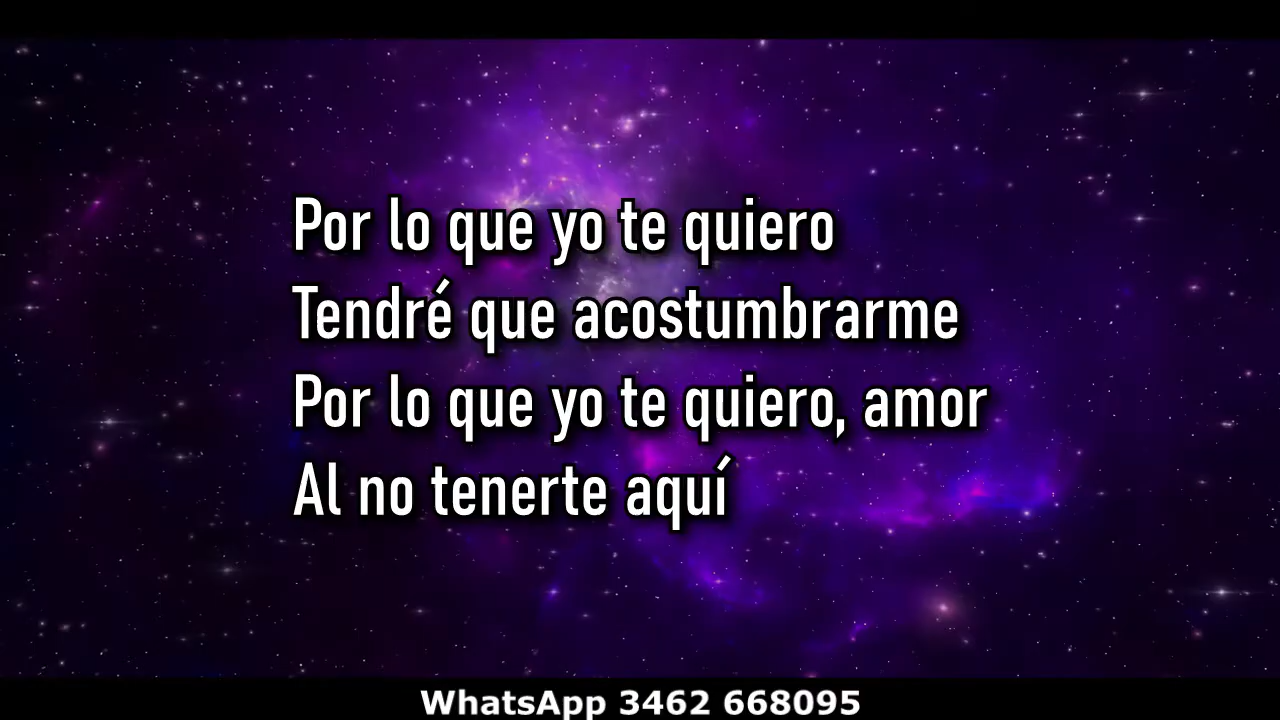 Por lo que yo te quiero
Tendré que acostumbrarme
Por lo que yo te quiero, amor
Al no tenerte aquí
WhatsApp 3462 668095